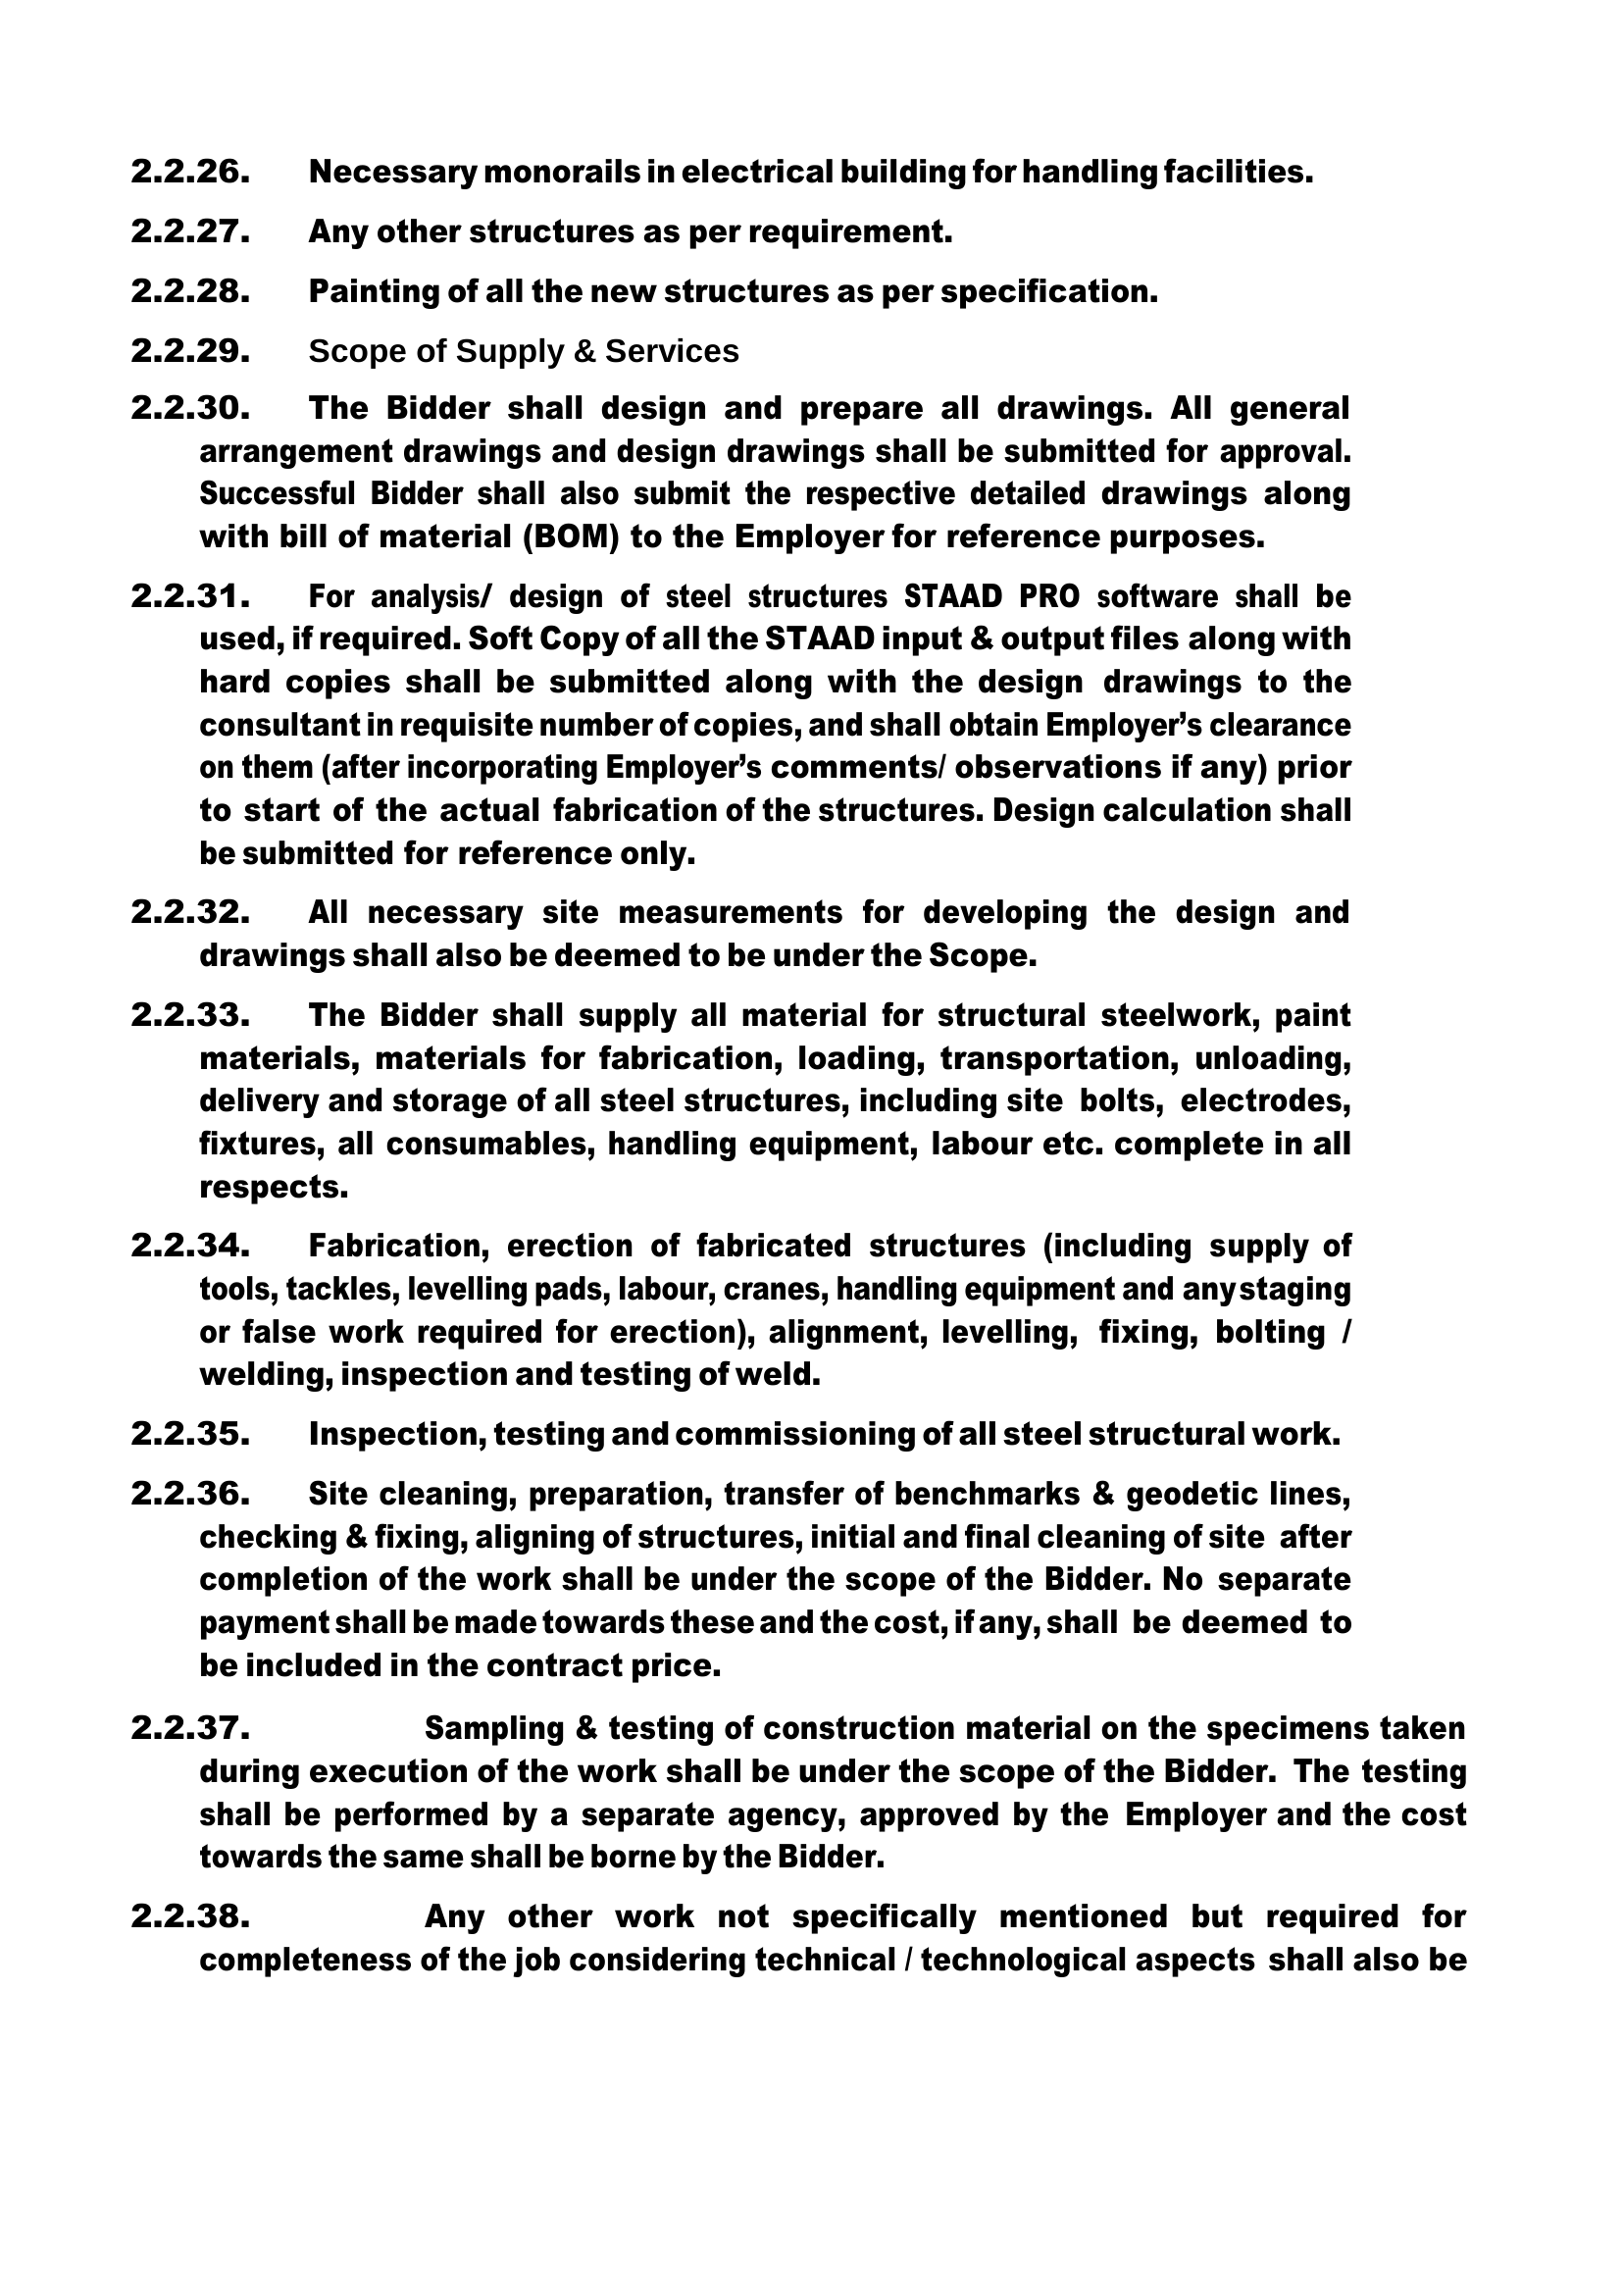 2.2.26. Necessary monorails in electrical building for handling facilities.
2.2.27. Any other structures as per requirement.
2.2.28. Painting of all the new structures as per specification.
2.2.29. Scope of Supply & Services
2.2.30. The Bidder shall design and prepare all drawings. All general
arrangement drawings and design drawings shall be submitted for approval.
Successful Bidder shall also submit the respective detailed drawings along
with bill of material (BOM) to the Employer for reference purposes.
2.2.31. For analysis/ design of steel structures STAAD PRO software shall be
used, if required. Soft Copy of all the STAAD input & output files along with
hard copies shall be submitted along with the design drawings to the
consultant in requisite number of copies, and shall obtain Employer’s clearance
on them (after incorporating Employer’s comments/ observations if any) prior
to start of the actual fabrication of the structures. Design calculation shall
be submitted for reference only.
2.2.32. All necessary site measurements for developing the design and
drawings shall also be deemed to be under the Scope.
2.2.33. The Bidder shall supply all material for structural steelwork, paint
materials, materials for fabrication, loading, transportation, unloading,
delivery and storage of all steel structures, including site bolts, electrodes,
fixtures, all consumables, handling equipment, labour etc. complete in all
respects.
2.2.34. Fabrication, erection of fabricated structures (including supply of
tools, tackles, levelling pads, labour, cranes, handling equipment and any staging
or false work required for erection), alignment, levelling, fixing, bolting /
welding, inspection and testing of weld.
2.2.35. Inspection, testing and commissioning of all steel structural work.
2.2.36. Site cleaning, preparation, transfer of benchmarks & geodetic lines,
checking & fixing, aligning of structures, initial and final cleaning of site after
completion of the work shall be under the scope of the Bidder. No separate
payment shall be made towards these and the cost, if any, shall be deemed to
be included in the contract price.
2.2.37. Sampling & testing of construction material on the specimens taken
during execution of the work shall be under the scope of the Bidder. The testing
shall be performed by a separate agency, approved by the Employer and the cost
towards the same shall be borne by the Bidder.
2.2.38. Any other work not specifically mentioned but required for
completeness of the job considering technical / technological aspects shall also be